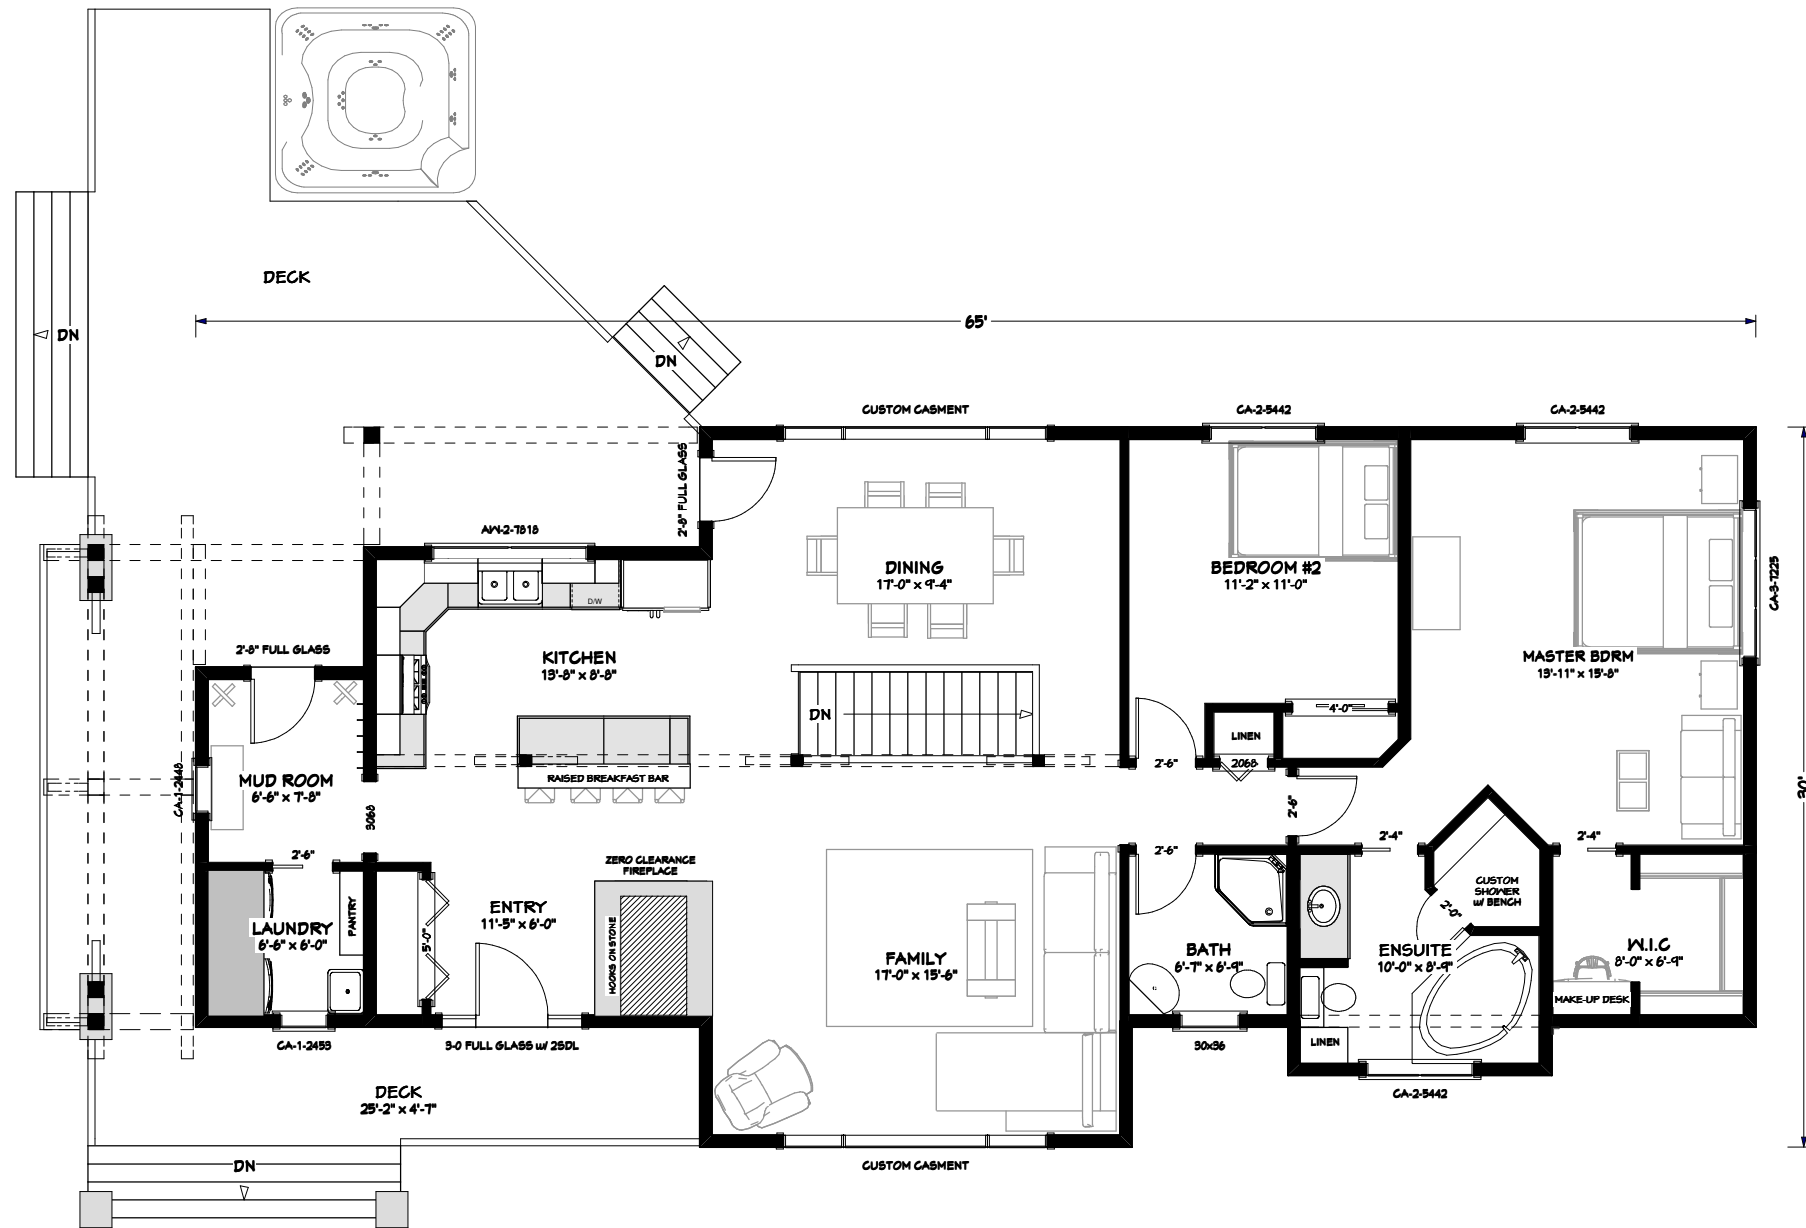 DECK
DN
65'
DN
CUSTOM CASMENT
CA-2-5442
CA-2-5442
2'-8" FULL GLASS
AW-2-7818
DINING
17'-0" x 9'-4"
BEDROOM #2
11'-2" x 11'-0"
CA-3-7225
D/W
2'-8" FULL GLASS
KITCHEN
13'-8" x 8'-8"
MASTER BDRM
13'-11" x 15'-8"
DN
4'-0"
LINEN
2'-6"
2068
MUD ROOM
6'-6" x 7'-8"
RAISED BREAKFAST BAR
CA-1-2448
30"
3068
2'-6"
2'-4"
2'-4"
2'-6"
2'-6"
ZERO CLEARANCE
FIREPLACE
CUSTOM
SHOWER
w/ BENCH
2'-0"
ENTRY
11'-5" x 6'-0"
PANTRY
LAUNDRY
6'-6" x 6'-0"
5'-0"
HOOKS ON STONE
FAMILY
17'-0" x 15'-6"
BATH
6'-7" x 6'-9"
ENSUITE
10'-0" x 8'-9"
W.I.C
8'-0" x 6'-9"
MAKE-UP DESK
CA-1-2453
3-0 FULL GLASS w/ 2SDL
30x36
LINEN
DECK
25'-2" x 4'-7"
CA-2-5442
DN
CUSTOM CASMENT